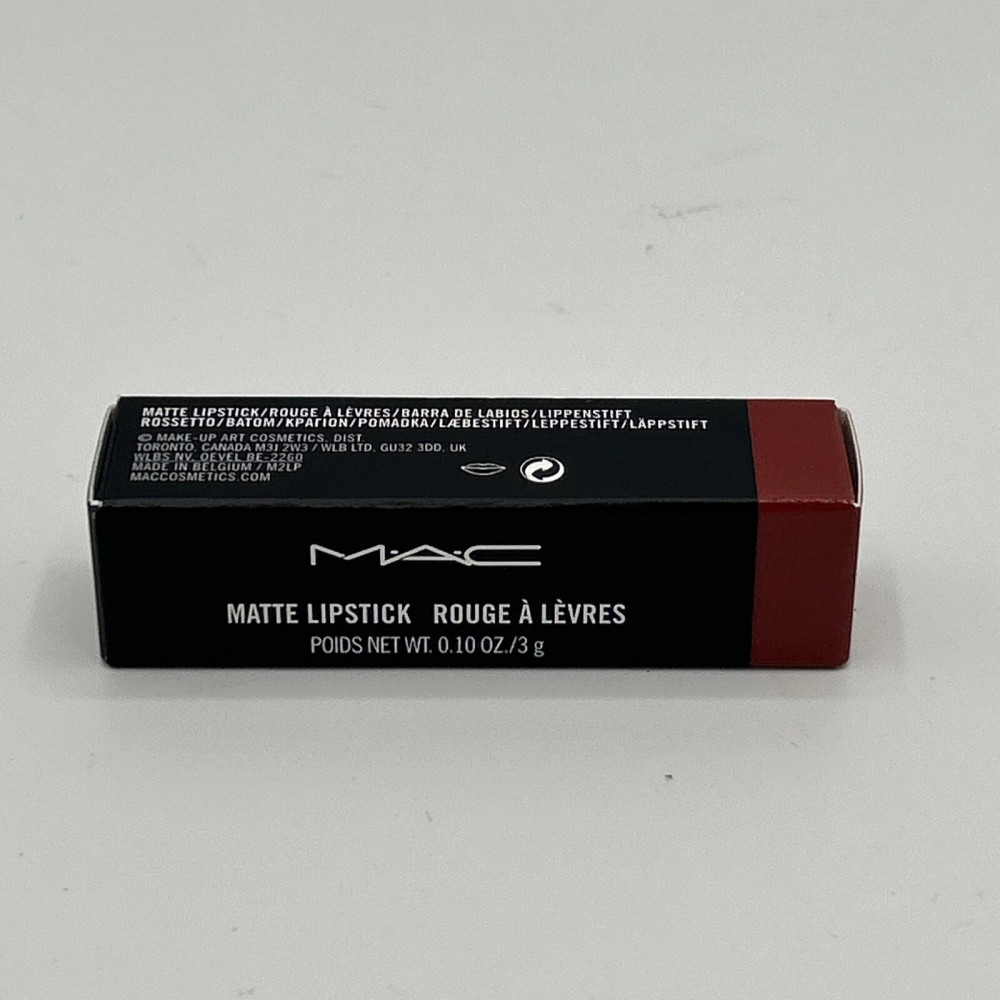 MATTE LIPSTICK/ROUGE À LÈVRES/BARRA DE LABIOS/LIPPENSTIFT
ROSSETTO/BATOM/ΚΡΑΓΙΟΝ/ПОМАДКА/LÆBESTIFT/LEPPESTIFT/LÄPPSTIFT
© MAKE-UP ART COSMETICS, DIST.
TORONTO, CANADA M3J 2W3 / WLB LTD, GU32 3DD, UK
WLBS NV, OEVEL BE-2260
MADE IN BELGIUM / M2LP
MACCOSMETICS.COM
M·A·C
MATTE LIPSTICK ROUGE À LÈVRES
POIDS NET WT. 0.10 OZ./3 g